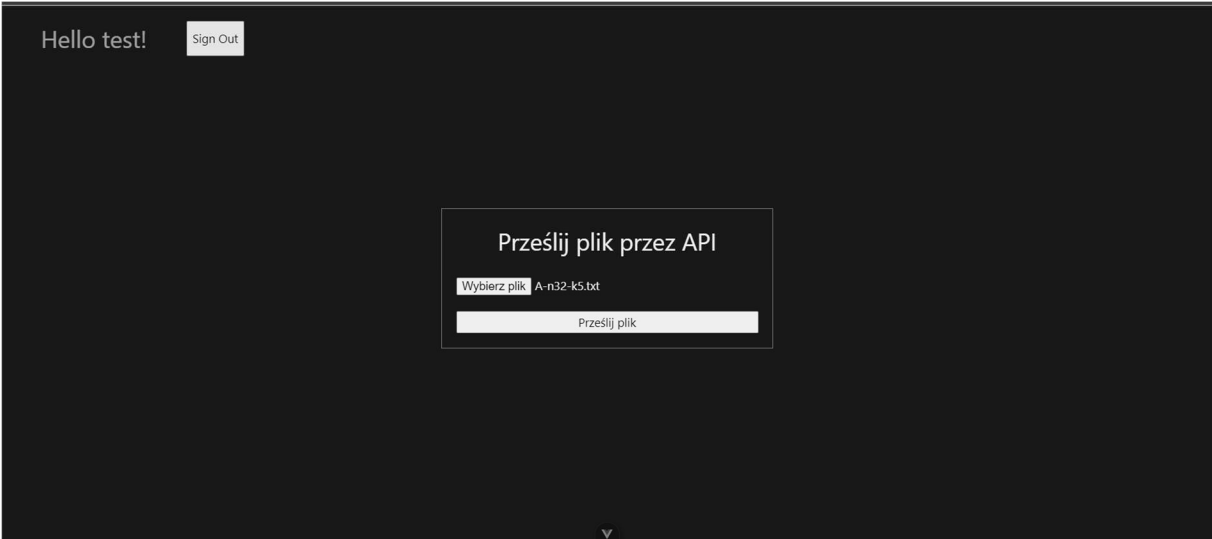 Hello test!
Sign Out
Prześlij plik przez API
Wybierz plik A-n32-k5.txt
Prześlij plik